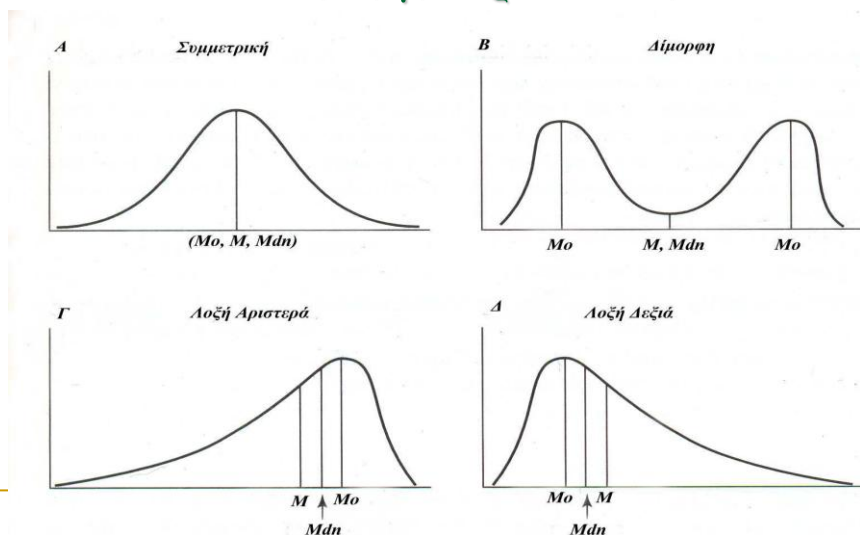 Α Συμμετρική
(Mo, M, Mdn)
Β Δίμορφη
Mo M, Mdn Mo
Γ Λοξή Αριστερά
M Mo
Mdn
Δ Λοξή Δεξιά
Mo M
Mdn